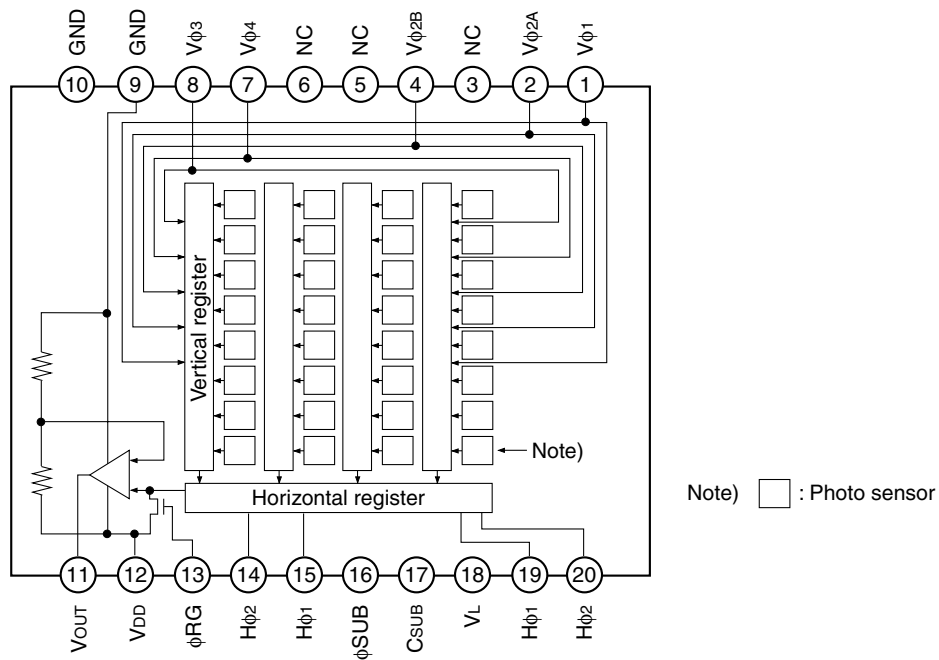 GND
GND
Vϕ3
Vϕ4
NC
NC
Vϕ2B
NC
Vϕ2A
Vϕ1
10
9
8
7
6
5
4
3
2
1
Vertical register
Note)
Horizontal register
Note) : Photo sensor
11
12
13
14
15
16
17
18
19
20
VOUT
VDD
ϕRG
Hϕ2
Hϕ1
ϕSUB
CSUB
VL
Hϕ1
Hϕ2